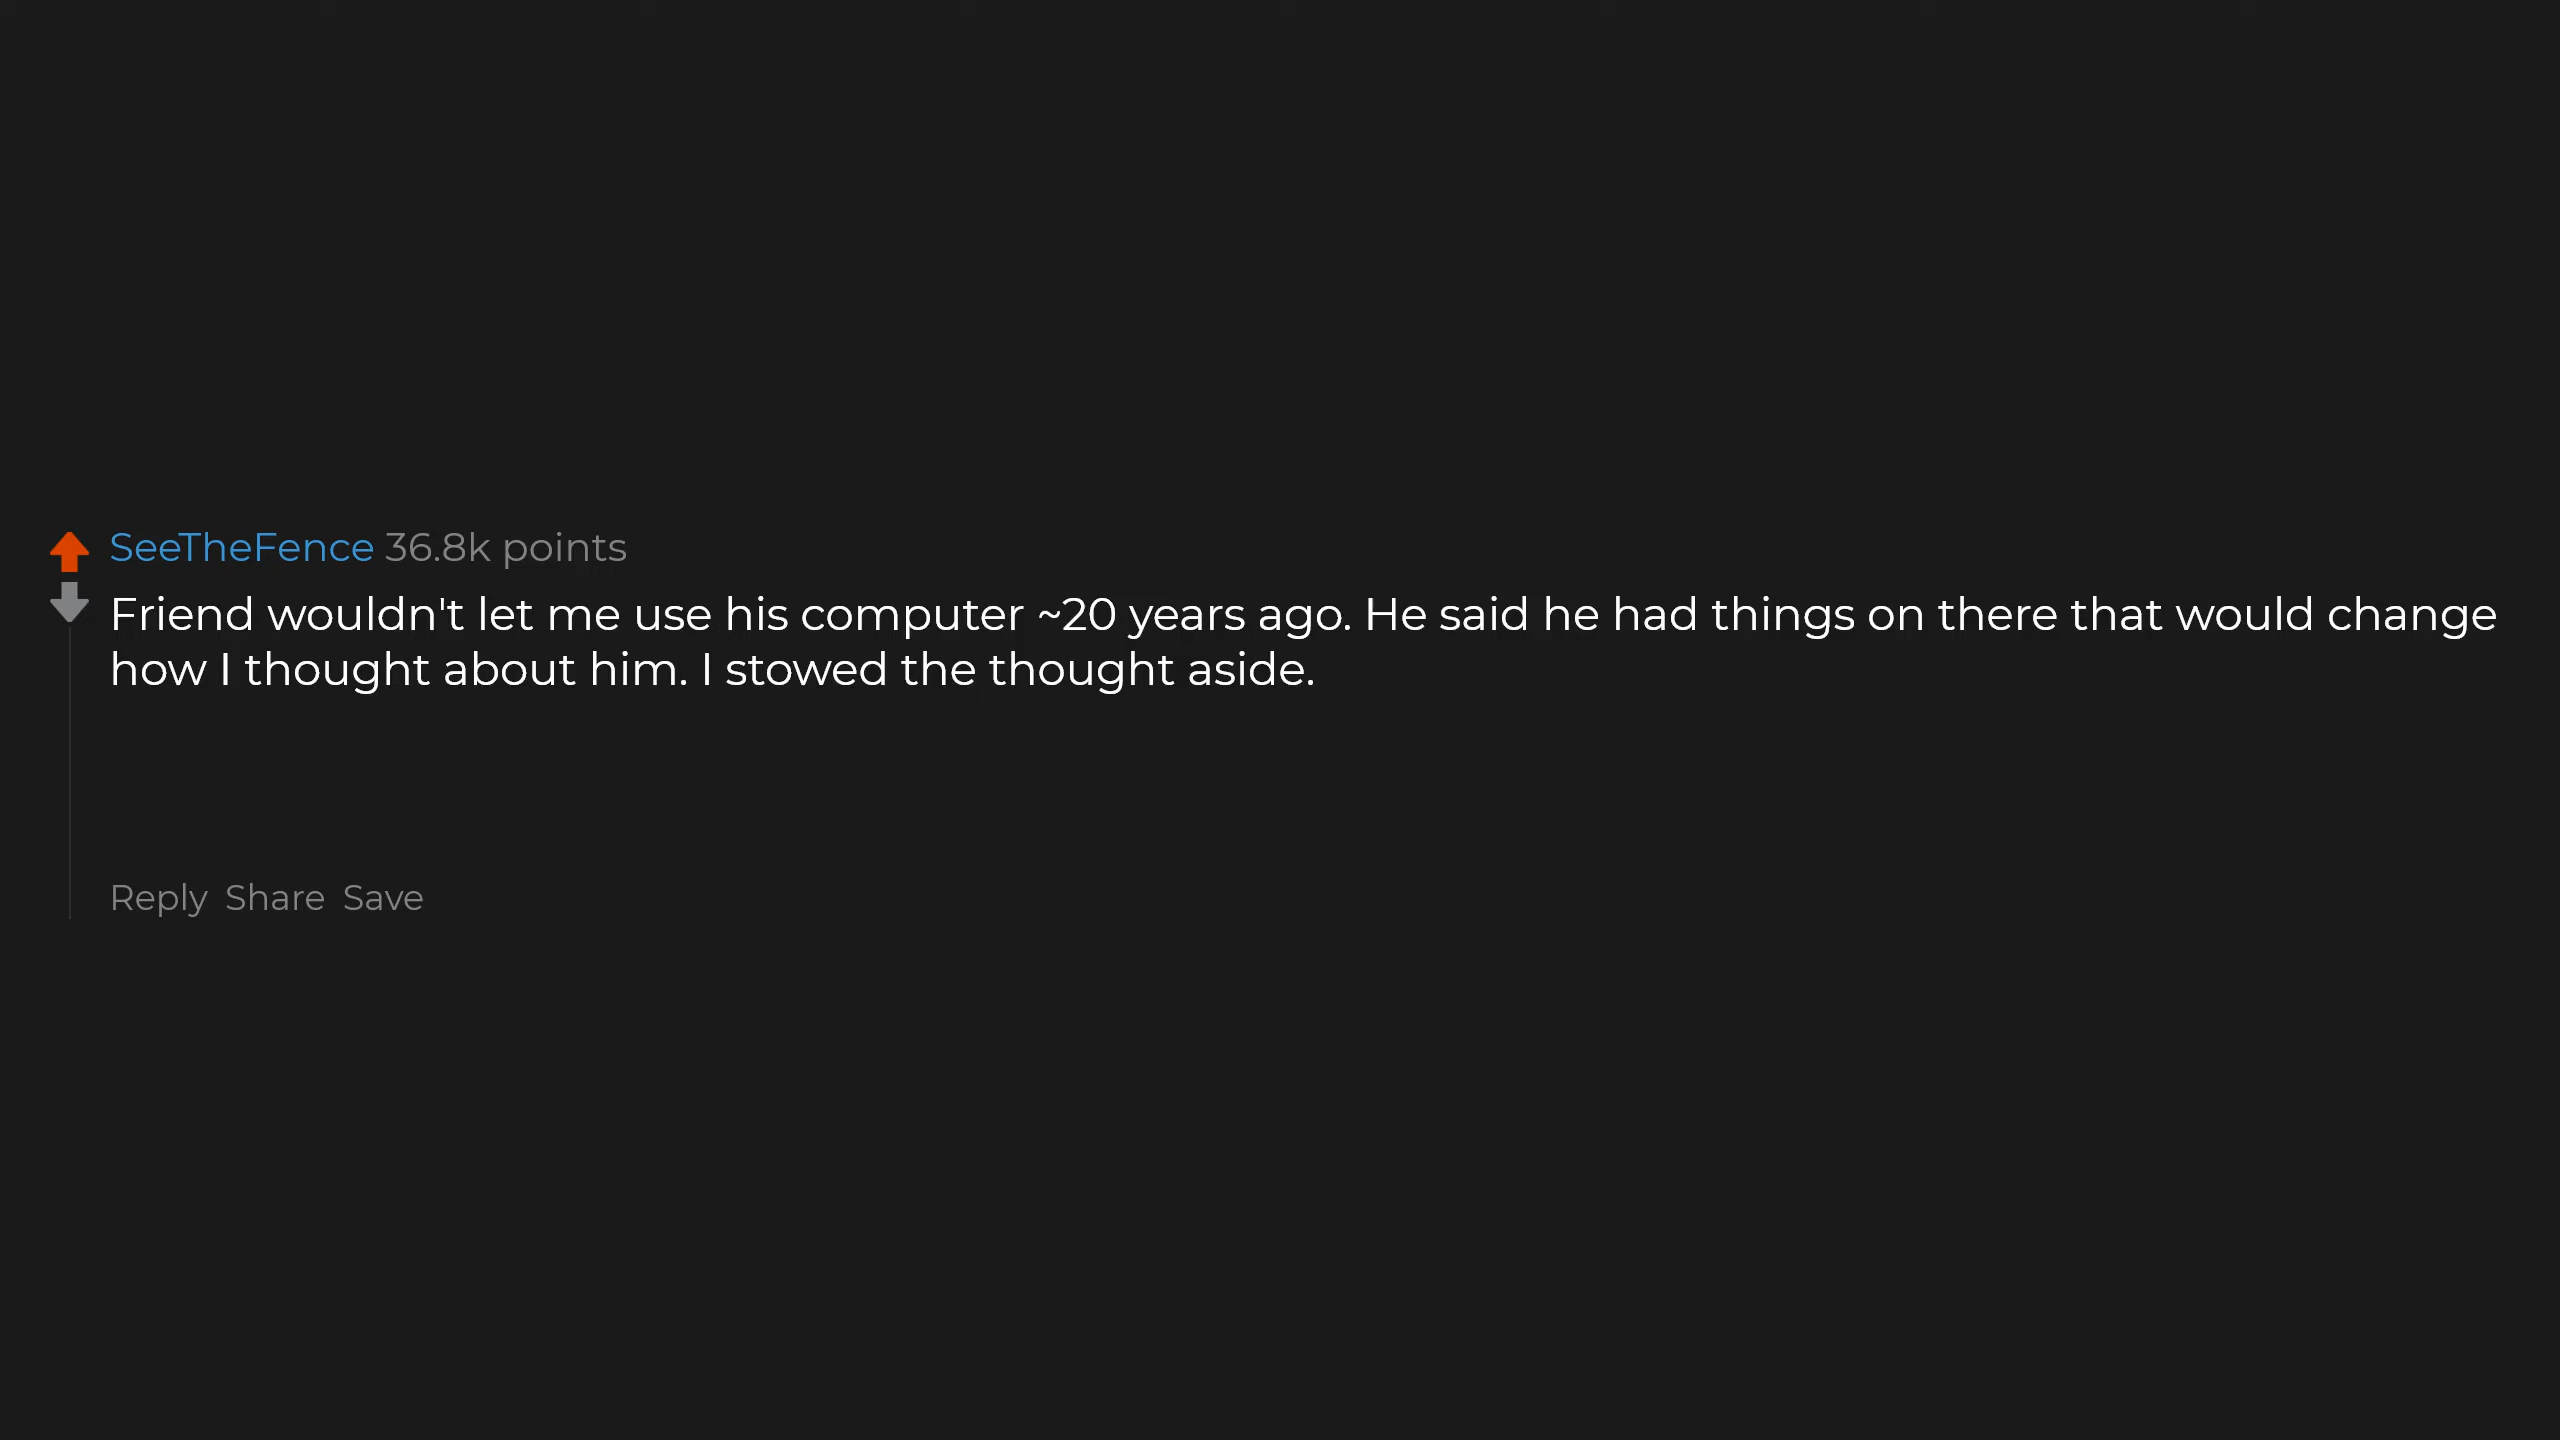 SeeTheFence 36.8k points
Friend wouldn't let me use his computer ~20 years ago. He said he had things on there that would change
how I thought about him. I stowed the thought aside.
Reply Share Save